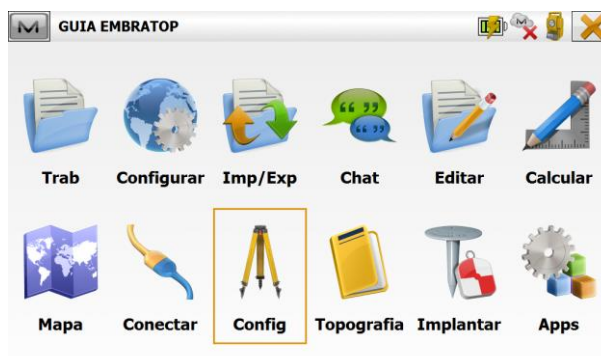 GUIA EMBRATOP
Trab Configurar Imp/Exp Chat Editar Calcular
Mapa Conectar Config Topografia Implantar Apps